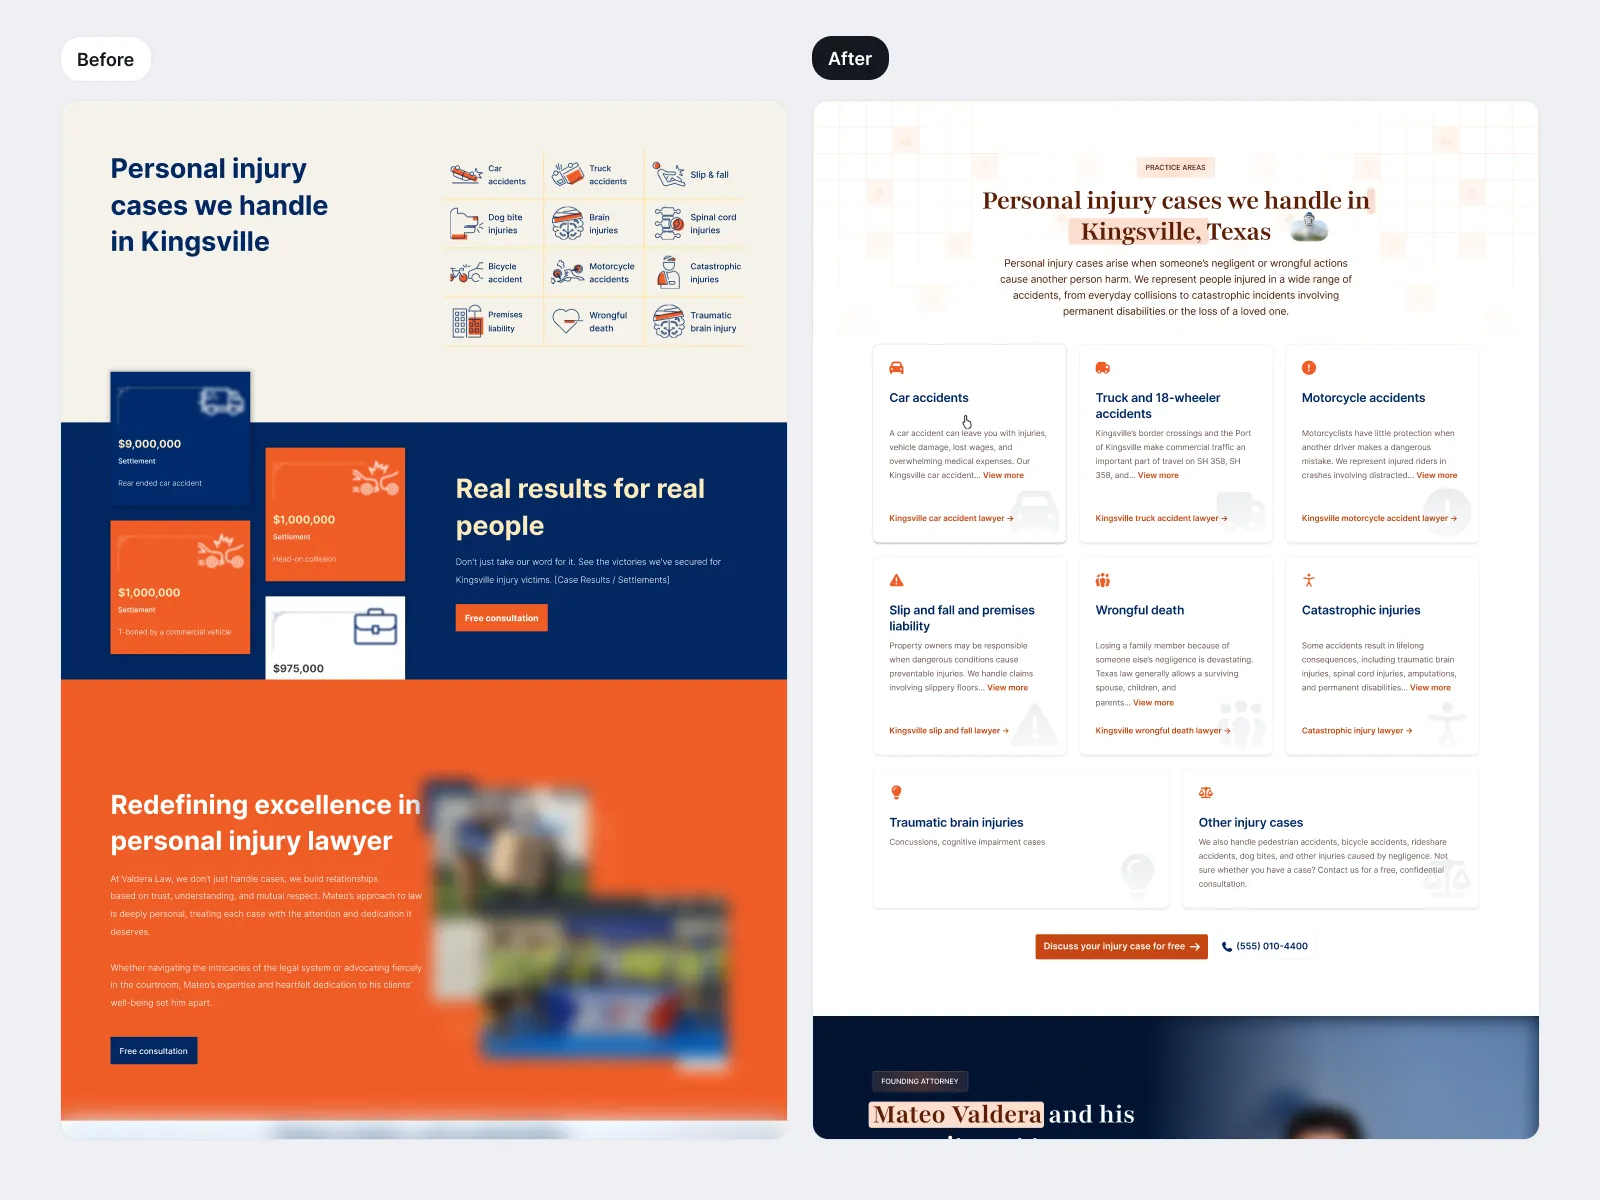 Before
Personal injury
cases we handle
in Kingsville
Car
accidents
Truck
accidents
Slip & fall
Dog bite
injuries
Brain
injuries
Spinal cord
injuries
Bicycle
accident
Motorcycle
accidents
Catastrophic
injuries
Premises
liability
Wrongful
death
Traumatic
brain injury
$9,000,000
Settlement
Rear ended car accident
$1,000,000
Settlement
Head-on collission
$1,000,000
Settlement
T-boned by a commercial vehicle
$975,000
Real results for real
people
Don't just take our word for it. See the victories we've secured for
Kingsville injury victims. [Case Results / Settlements]
Free consultation
Redefining excellence in
personal injury lawyer
At Valdera Law, we don't just handle cases; we build relationships
based on trust, understanding, and mutual respect. Mateo's approach to law
is deeply personal, treating each case with the attention and dedication it
deserves.
Whether navigating the intricacies of the legal system or advocating fiercely
in the courtroom, Mateo's expertise and heartfelt dedication to his clients'
well-being set him apart.
Free consultation
After
PRACTICE AREAS
Personal injury cases we handle in
Kingsville, Texas
Personal injury cases arise when someone's negligent or wrongful actions
cause another person harm. We represent people injured in a wide range of
accidents, from everyday collisions to catastrophic incidents involving
permanent disabilities or the loss of a loved one.
Car accidents
A car accident can leave you with injuries,
vehicle damage, lost wages, and
overwhelming medical expenses. Our
Kingsville car accident... View more
Kingsville car accident lawyer →
Truck and 18-wheeler
accidents
Kingsville's border crossings and the Port
of Kingsville make commercial traffic an
important part of travel on SH 358, SH
358, and... View more
Kingsville truck accident lawyer →
Motorcycle accidents
Motorcyclists have little protection when
another driver makes a dangerous
mistake. We represent injured riders in
crashes involving distracted... View more
Kingsville motorcycle accident lawyer →
Slip and fall and premises
liability
Property owners may be responsible
when dangerous conditions cause
preventable injuries. We handle claims
involving slippery floors... View more
Kingsville slip and fall lawyer →
Wrongful death
Losing a family member because of
someone else's negligence is devastating.
Texas law generally allows a surviving
spouse, children, and
parents... View more
Kingsville wrongful death lawyer →
Catastrophic injuries
Some accidents result in lifelong
consequences, including traumatic brain
injuries, spinal cord injuries, amputations,
and permanent disabilities... View more
Catastrophic injury lawyer →
Traumatic brain injuries
Concussions, cognitive impairment cases
Other injury cases
We also handle pedestrian accidents, bicycle accidents, rideshare
accidents, dog bites, and other injuries caused by negligence. Not
sure whether you have a case? Contact us for a free, confidential
consultation.
Discuss your injury case for free →
(555) 010-4400
FOUNDING ATTORNEY
Mateo Valdera and his